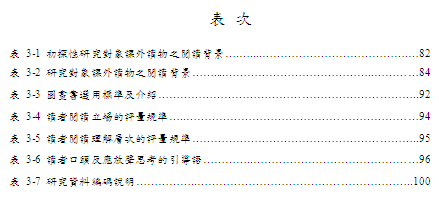 表 次
表 3-1 初探性研究對象課外讀物之閱讀背景……………………………………82
表 3-2 研究對象課外讀物之閱讀背景……………………………………………84
表 3-3 圖畫書選用標準及介紹……………………………………………………92
表 3-4 讀者閱讀立場的評量規準…………………………………………………94
表 3-5 讀者閱讀理解層次的評量規準……………………………………………95
表 3-6 讀者口頭反應放聲思考的引導語…………………………………………96
表 3-7 研究資料編碼說明…………………………………………………………100